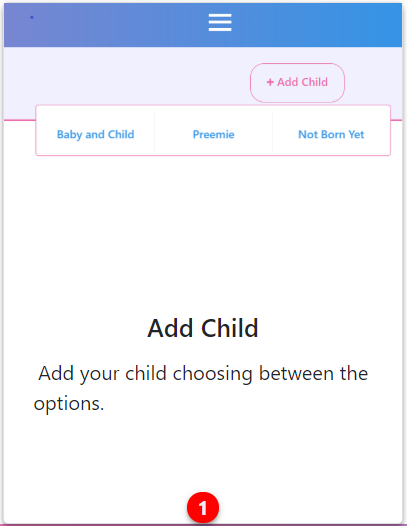 + Add Child
Baby and Child Preemie Not Born Yet
Add Child
Add your child choosing between the
options.
1